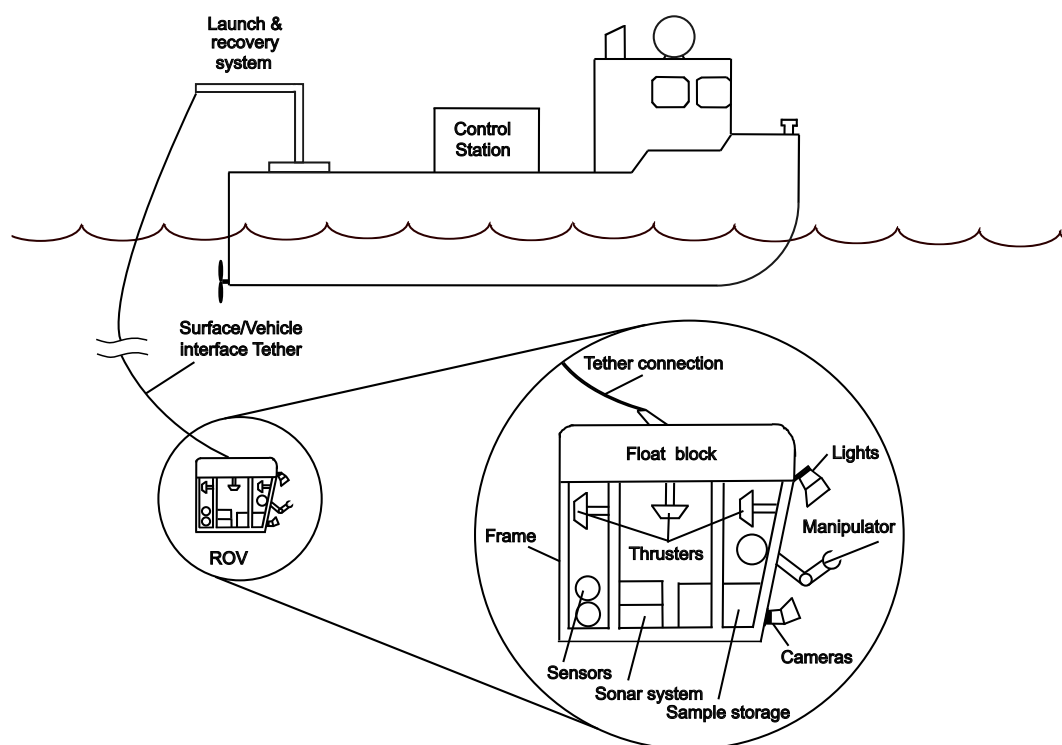 Launch &
recovery
system
Control
Station
Surface/Vehicle
interface Tether
ROV
Tether connection
Float block
Lights
Manipulator
Frame
Thrusters
Cameras
Sensors
Sonar system
Sample storage